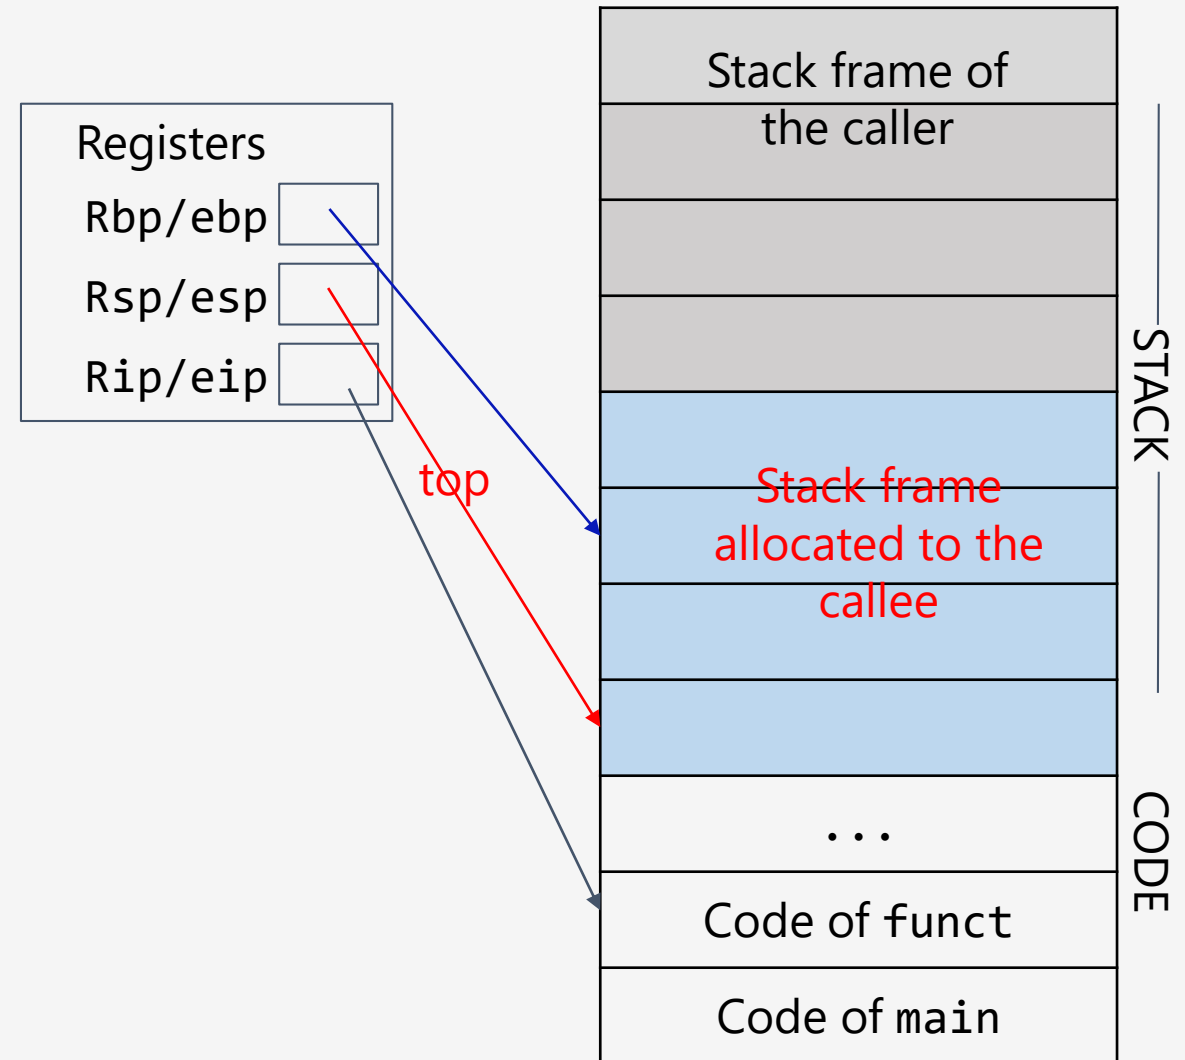 Stack frame of
the caller
Registers
Rbp/ebp
Rsp/esp
Rip/eip
top
Stack frame
allocated to the
callee
STACK
...
Code of funct
Code of main
CODE